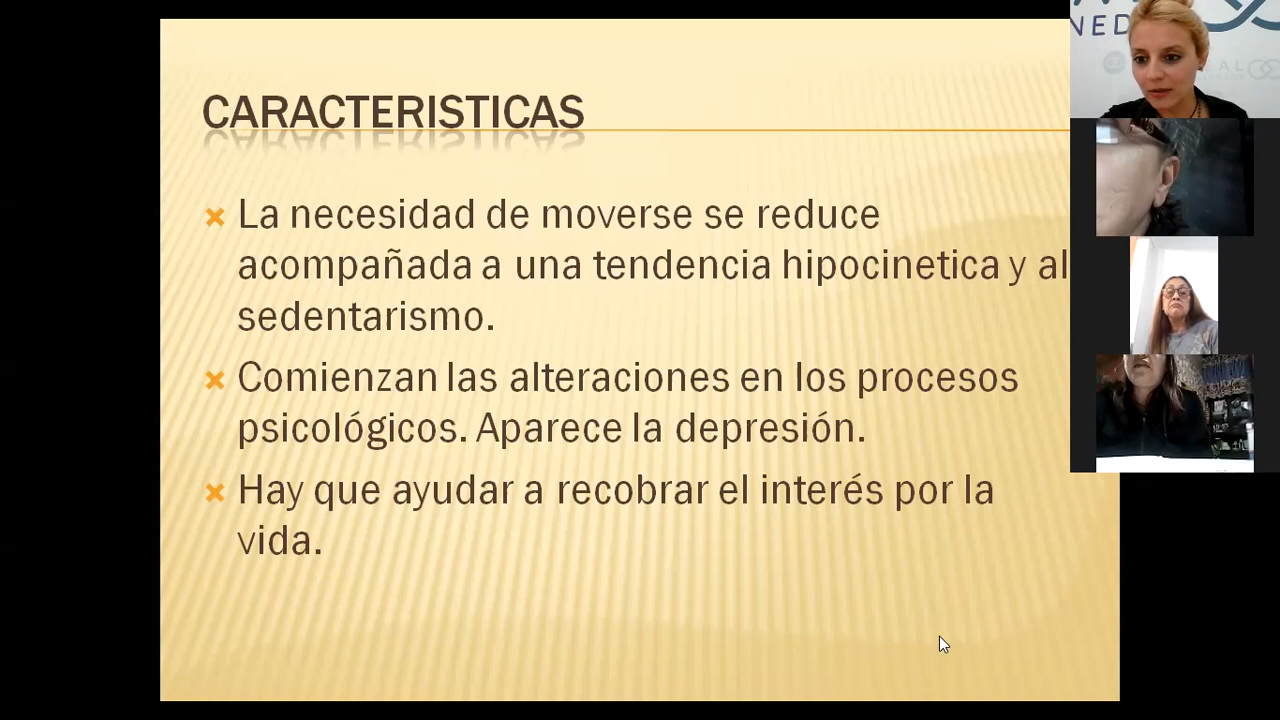 CARACTERISTICAS
La necesidad de moverse se reduce
acompañada a una tendencia hipocinetica y al
sedentarismo.
Comienzan las alteraciones en los procesos
psicológicos. Aparece la depresión.
Hay que ayudar a recobrar el interés por la
vida.
NED